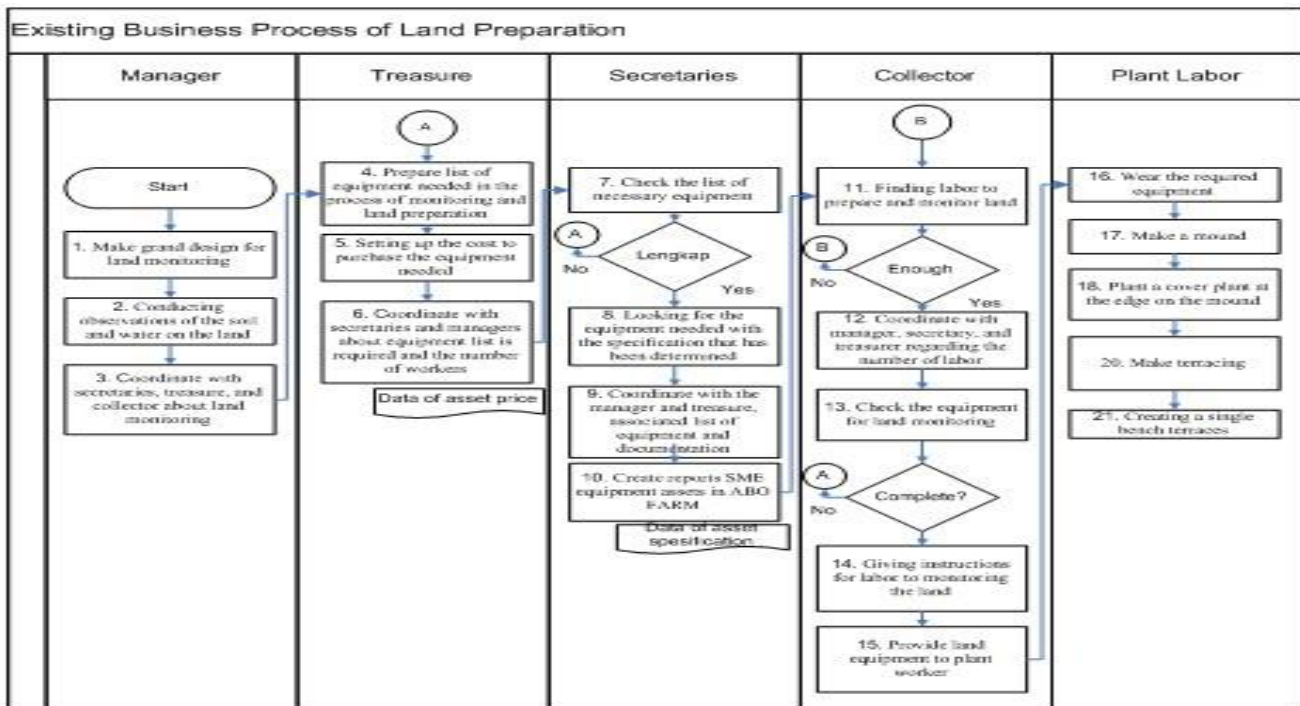 Existing Business Process of Land Preparation
Manager
Treasure
Secretaries
Collector
Plant Labor
Start
1. Make grand design for
land monitoring
2. Conducting
observations of the soil
and water on the land
3. Coordinate with
secretaries, treasure, and
collector about land
monitoring
A
4. Prepare list of
equipment needed in the
process of monitoring and
land preparation
5. Setting up the cost to
purchase the equipment
needed
6. Coordinate with
secretaries and managers
about equipment list is
required and the number
of workers
Data of asset price
7. Check the list of
necessary equipment
A
Lengkap
No
Yes
8. Looking for the
equipment needed with
the specification that has
been determined
9. Coordinate with the
manager and treasure,
associated list of
equipment and
documentation
10. Create reports SME
equipment assets in ABO
FARM
Data of asset
spesification
B
11. Finding labor to
prepare and monitor land
B
Enough
No
Yes
12. Coordinate with
manager, secretary, and
treasurer regarding the
number of labor
13. Check the equipment
for land monitoring
A
Complete?
No
14. Giving instructions
for labor to monitoring
the land
15. Provide land
equipment to plant
worker
16. Wear the required
equipment
17. Make a mound
18. Plant a cover plant at
the edge on the mound
20. Make terracing
21. Creating a single
bench terraces